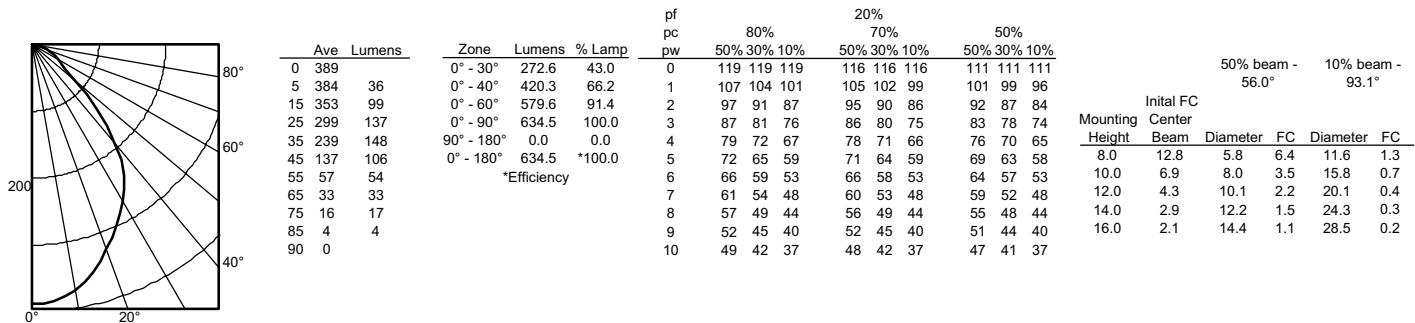 80°
60°
200
40°
0° 20°
Ave Lumens
0 389
5 384 36
15 353 99
25 299 137
35 239 148
45 137 106
55 57 54
65 33 33
75 16 17
85 4 4
90 0
Zone Lumens % Lamp
0° - 30° 272.6 43.0
0° - 40° 420.3 66.2
0° - 60° 579.6 91.4
0° - 90° 634.5 100.0
90° - 180° 0.0 0.0
0° - 180° 634.5 *100.0
*Efficiency
pf 20%
pc 80% 70% 50%
pw 50% 30% 10% 50% 30% 10% 50% 30% 10%
0 119 119 119 116 116 116 111 111 111
1 107 104 101 105 102 99 101 99 96
2 97 91 87 95 90 86 92 87 84
3 87 81 76 86 80 75 83 78 74
4 79 72 67 78 71 66 76 70 65
5 72 65 59 71 64 59 69 63 58
6 66 59 53 66 58 53 64 57 53
7 61 54 48 60 53 48 59 52 48
8 57 49 44 56 49 44 55 48 44
9 52 45 40 52 45 40 51 44 40
10 49 42 37 48 42 37 47 41 37
50% beam - 10% beam -
56.0° 93.1°
Inital FC
Mounting Center
Height Beam Diameter FC Diameter FC
8.0 12.8 5.8 6.4 11.6 1.3
10.0 6.9 8.0 3.5 15.8 0.7
12.0 4.3 10.1 2.2 20.1 0.4
14.0 2.9 12.2 1.5 24.3 0.3
16.0 2.1 14.4 1.1 28.5 0.2